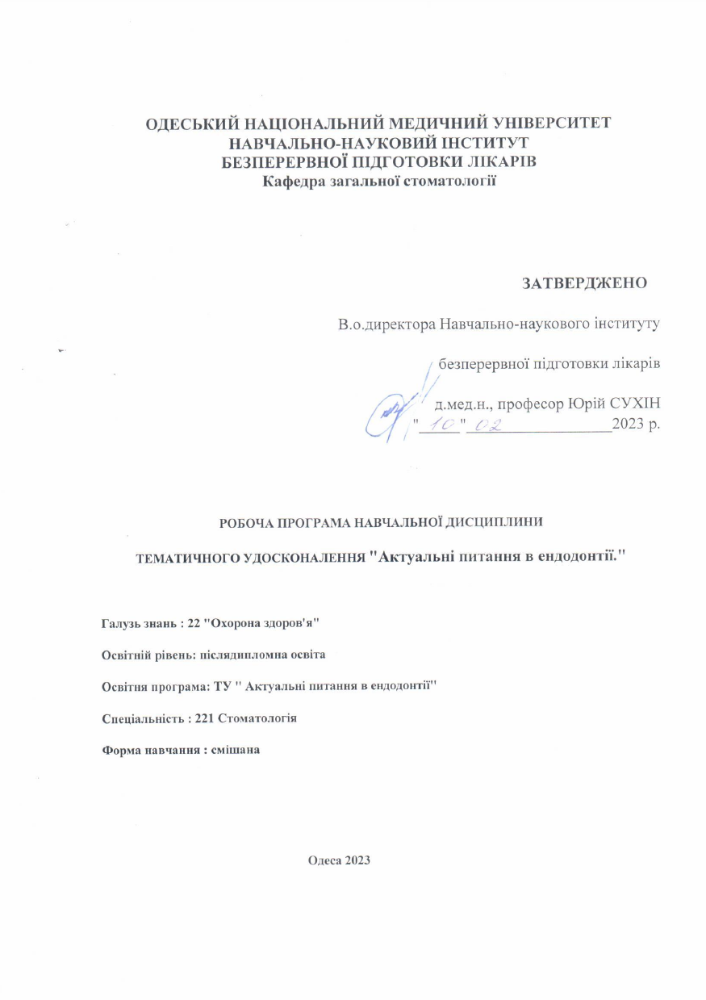 ОДЕСЬКИЙ НАЦІОНАЛЬНИЙ МЕДИЧНИЙ УНІВЕРСИТЕТ
НАВЧАЛЬНО-НАУКОВИЙ ІНСТИТУТ
БЕЗПЕРЕРВНОЇ ПІДГОТОВКИ ЛІКАРІВ
Кафедра загальної стоматології
ЗАТВЕРДЖЕНО
В.о.директора Навчально-наукового інституту
безперервної підготовки лікарів
д.мед.н., професор Юрій СУХІН
"10" 02 2023 р.
РОБОЧА ПРОГРАМА НАВЧАЛЬНОЇ ДИСЦИПЛИНИ
ТЕМАТИЧНОГО УДОСКОНАЛЕННЯ "Актуальні питання в ендодонтії."
Галузь знань : 22 "Охорона здоров'я"
Освітній рівень: післядипломна освіта
Освітня програма: ТУ " Актуальні питання в ендодонтії"
Спеціальність : 221 Стоматологія
Форма навчання : смішана
Одеса 2023